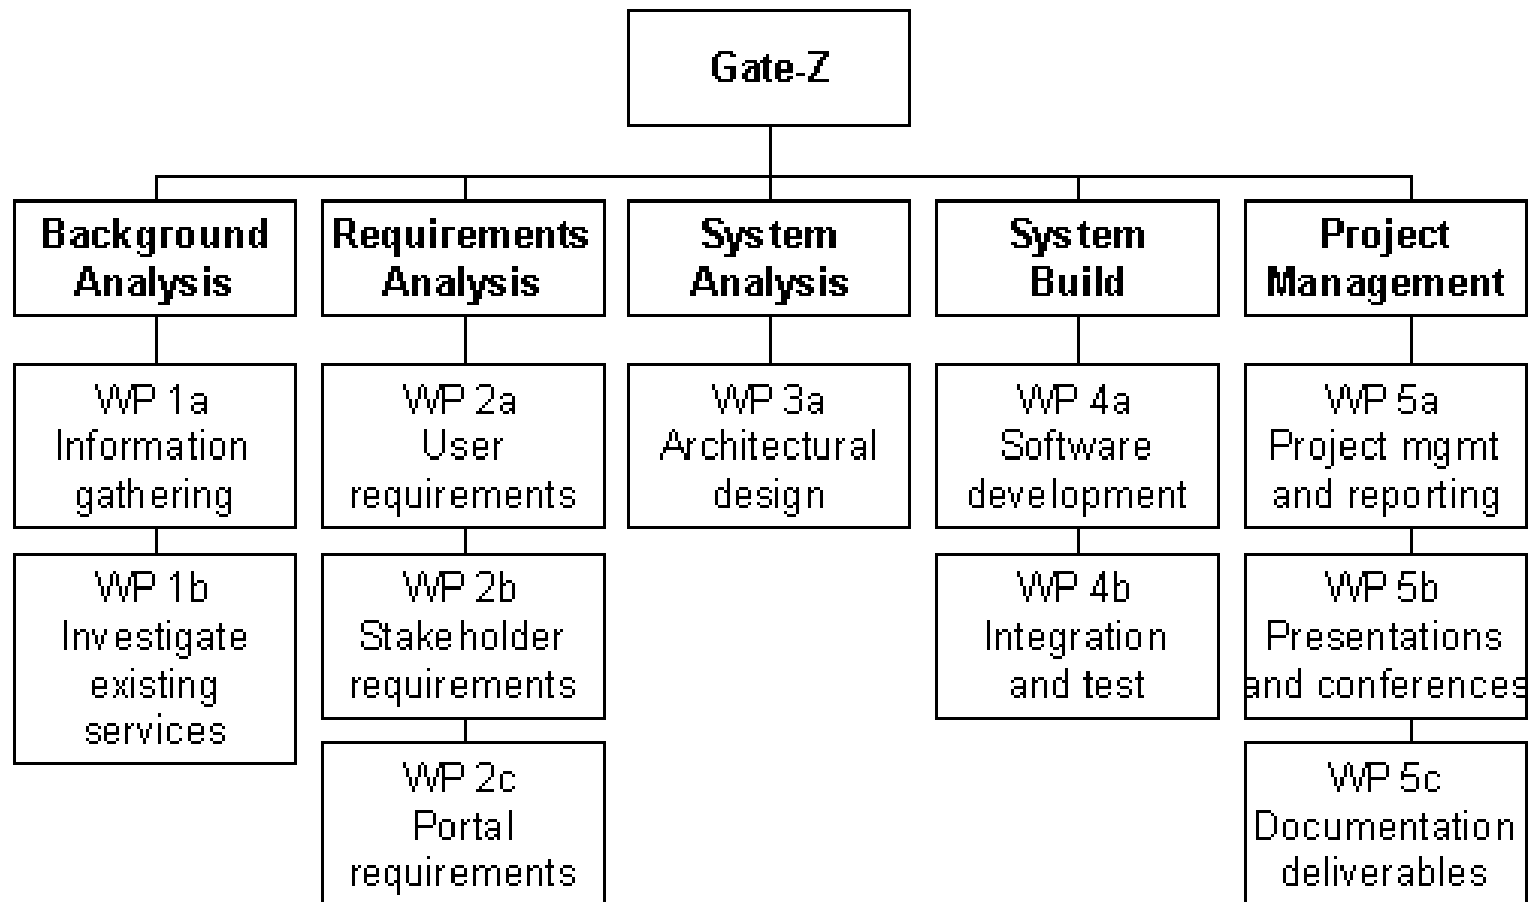 Gate-Z
Background
Analysis
Requirements
Analysis
System
Analysis
System
Build
Project
Management
WP 1a
Information
gathering
WP 2a
User
requirements
WP 3a
Architectural
design
WP 4a
Software
development
WP 5a
Project mgmt
and reporting
WP 1b
Investigate
existing
services
WP 2b
Stakeholder
requirements
WP 4b
Integration
and test
WP 5b
Presentations
and conferences
WP 2c
Portal
requirements
WP 5c
Documentation
deliverables